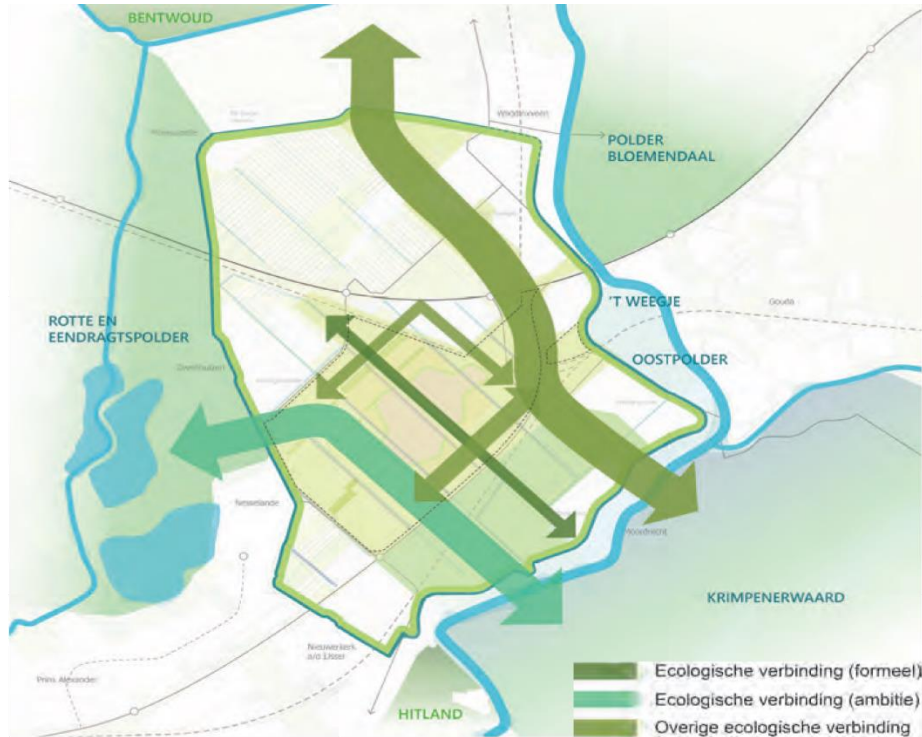 BENTWOUD
Waddinxveen
POLDER
BLOEMENDAAL
'T WEEGJE
Gouda
ROTTE EN
EENDRAGTSPOLDER
OOSTPOLDER
Zevenhuizen
Nesselande
Moordrecht
KRIMPENERWAARD
Nieuwerkerk
a/d IJssel
Prins Alexander
HITLAND
Ecologische verbinding (formeel)
Ecologische verbinding (ambitie)
Overige ecologische verbinding